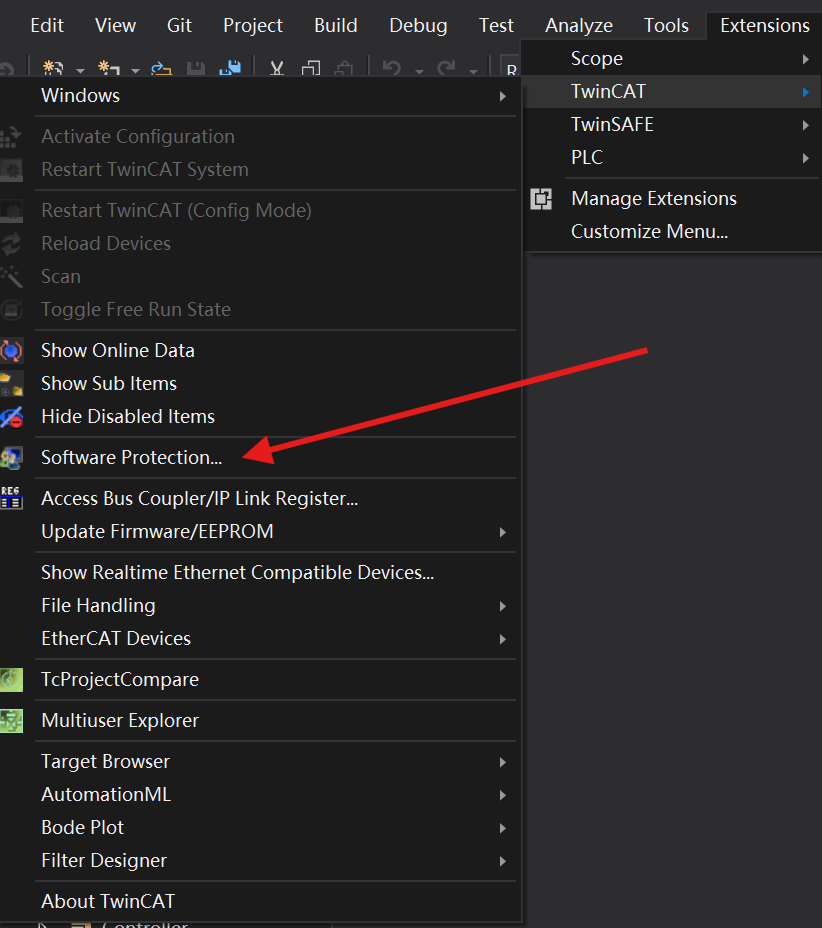 Edit View Git Project Build Debug Test Analyze Tools Extensions
Scope
TwinCAT
TwinSAFE
PLC
Manage Extensions
Customize Menu...
Windows
Activate Configuration
Restart TwinCAT System
Restart TwinCAT (Config Mode)
Reload Devices
Scan
Toggle Free Run State
Show Online Data
Show Sub Items
Hide Disabled Items
Software Protection...
REG
Access Bus Coupler/IP Link Register...
Update Firmware/EEPROM
Show Realtime Ethernet Compatible Devices...
File Handling
EtherCAT Devices
TcProjectCompare
Multiuser Explorer
Target Browser
AutomationML
Bode Plot
Filter Designer
About TwinCAT
Controller